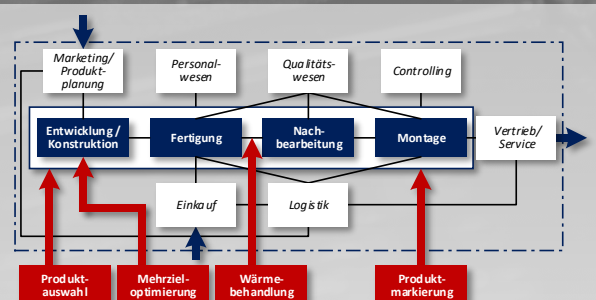 Marketing/
Produkt-
planung
Personal-
wesen
Qualitäts-
wesen
Controlling
Entwicklung /
Konstruktion
Fertigung
Nach-
bearbeitung
Montage
Vertrieb/
Service
Einkauf
Logistik
Produkt-
auswahl
Mehrziel-
optimierung
Wärme-
behandlung
Produkt-
markierung